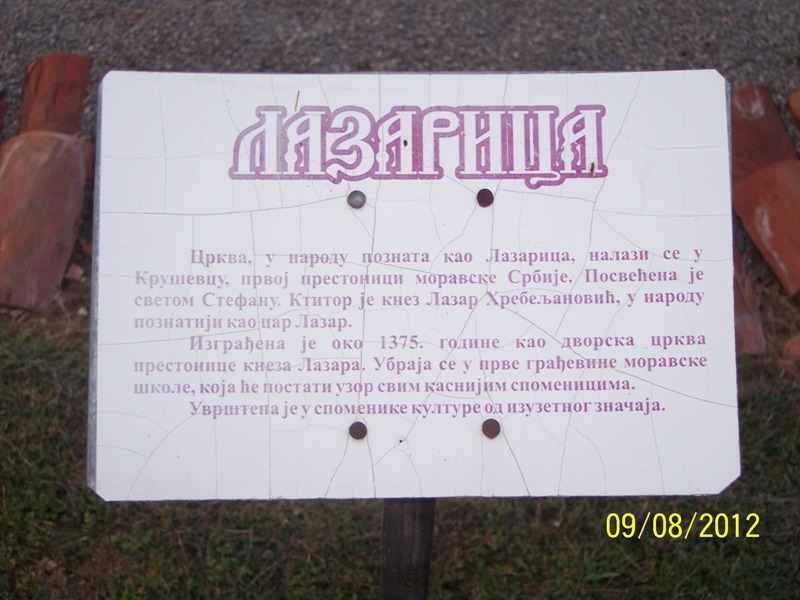 ЛАЗАРИЦА
Црква, у народу позната као Лазарица, налази се у
Крушевцу, првој престоници моравске Србије. Посвећена је
светом Стефану. Ктитор је кнез Лазар Хребељановић, у народу
познатији као цар Лазар.
Изграђена је око 1375. године као дворска црква
престонице кнеза Лазара. Убраја се у прве грађевине моравске
школе, која ће постати узор свим каснијим споменицима.
Уврштена је у споменике културе од изузетног значаја.
09/08/2012